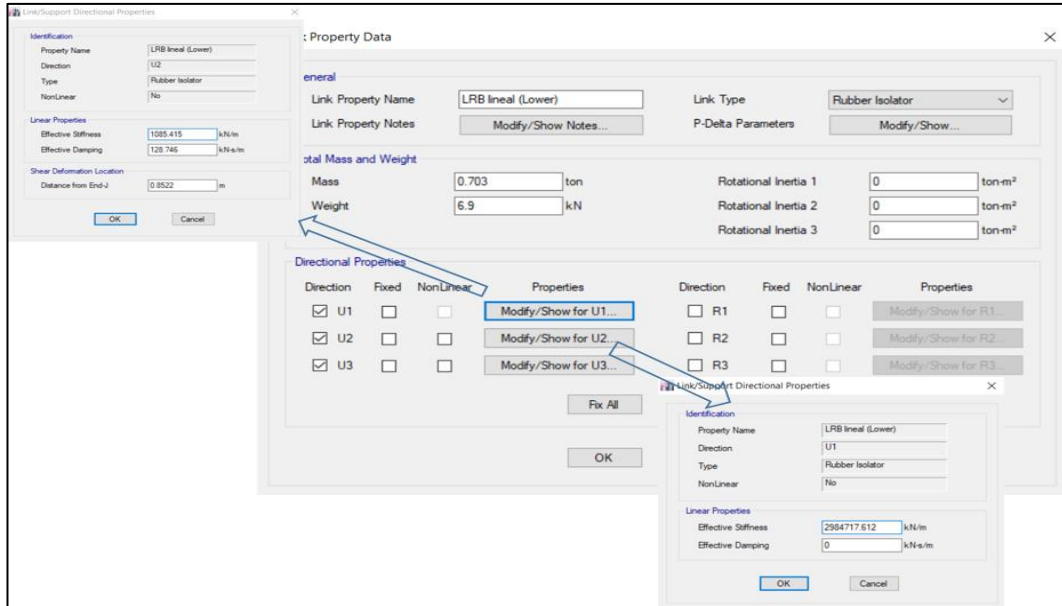 Link/Support Directional Properties
Identification
Property Name LRB lineal (Lower)
Direction U2
Type Rubber Isolator
NonLinear No
Linear Properties
Effective Stiffness 1085.415 kN/m
Effective Damping 128.746 kN-s/m
Shear Deformation Location
Distance from End-J 0.8522 m
OK Cancel
Property Data
eneral
Link Property Name LRB lineal (Lower) Link Type Rubber Isolator
Link Property Notes Modify/Show Notes... P-Delta Parameters Modify/Show...
otal Mass and Weight
Mass 0.703 ton Rotational Inertia 1 0 ton-m²
Weight 6.9 kN Rotational Inertia 2 0 ton-m²
Rotational Inertia 3 0 ton-m²
Directional Properties
Direction Fixed NonLinear Properties Direction Fixed NonLinear Properties
U1 Modify/Show for U1... R1 Modify/Show for R1...
U2 Modify/Show for U2... R2 Modify/Show for R2...
U3 Modify/Show for U3... R3 Modify/Show for R3...
Fix All
OK
Link/Support Directional Properties
Identification
Property Name LRB lineal (Lower)
Direction U1
Type Rubber Isolator
NonLinear No
Linear Properties
Effective Stiffness 2984717.612 kN/m
Effective Damping 0 kN-s/m
OK Cancel